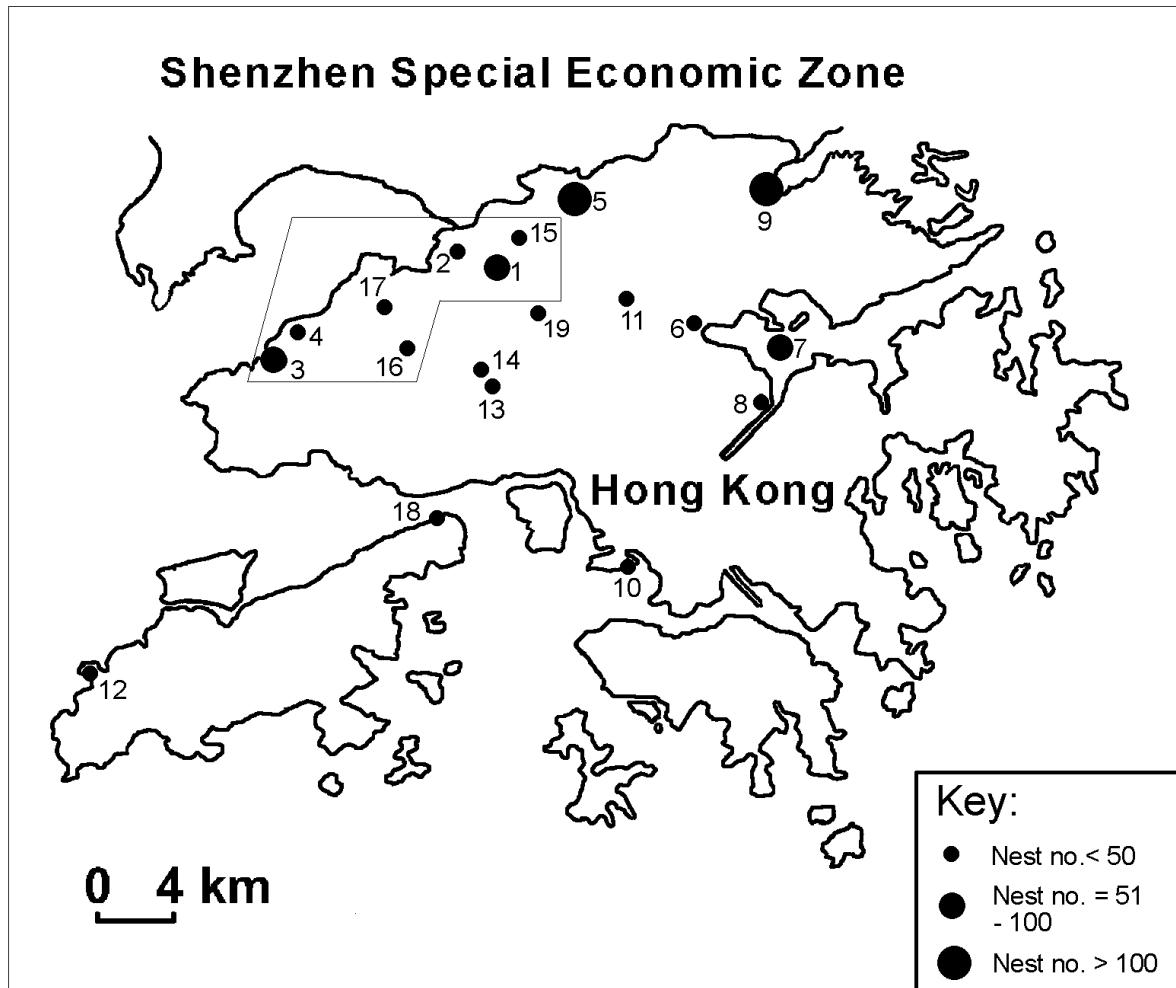 Shenzhen Special Economic Zone
5
9
15
2
1
17
11
6
19
4
7
3
16
14
13
8
Hong Kong
18
10
12
Key:
Nest no.< 50
Nest no. = 51
- 100
Nest no. > 100
0 4 km